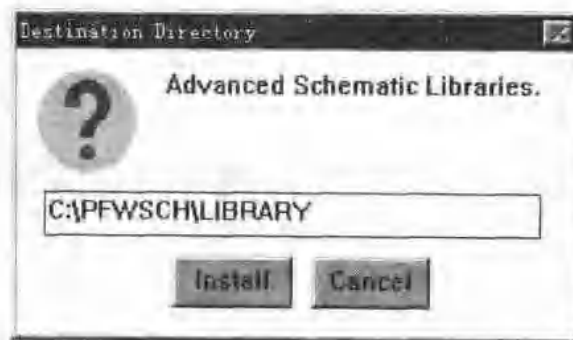 Destination Directory
Advanced Schematic Libraries.
C:\PFWSCH\LIBRARY
Install
Cancel